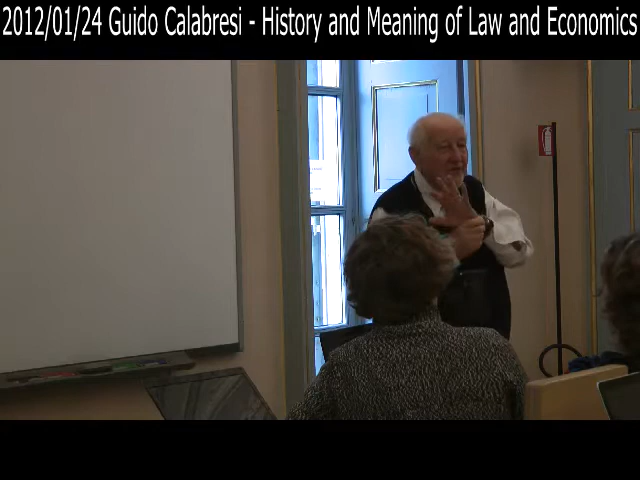 2012/01/24 Guido Calabresi - History and Meaning of Law and Economics